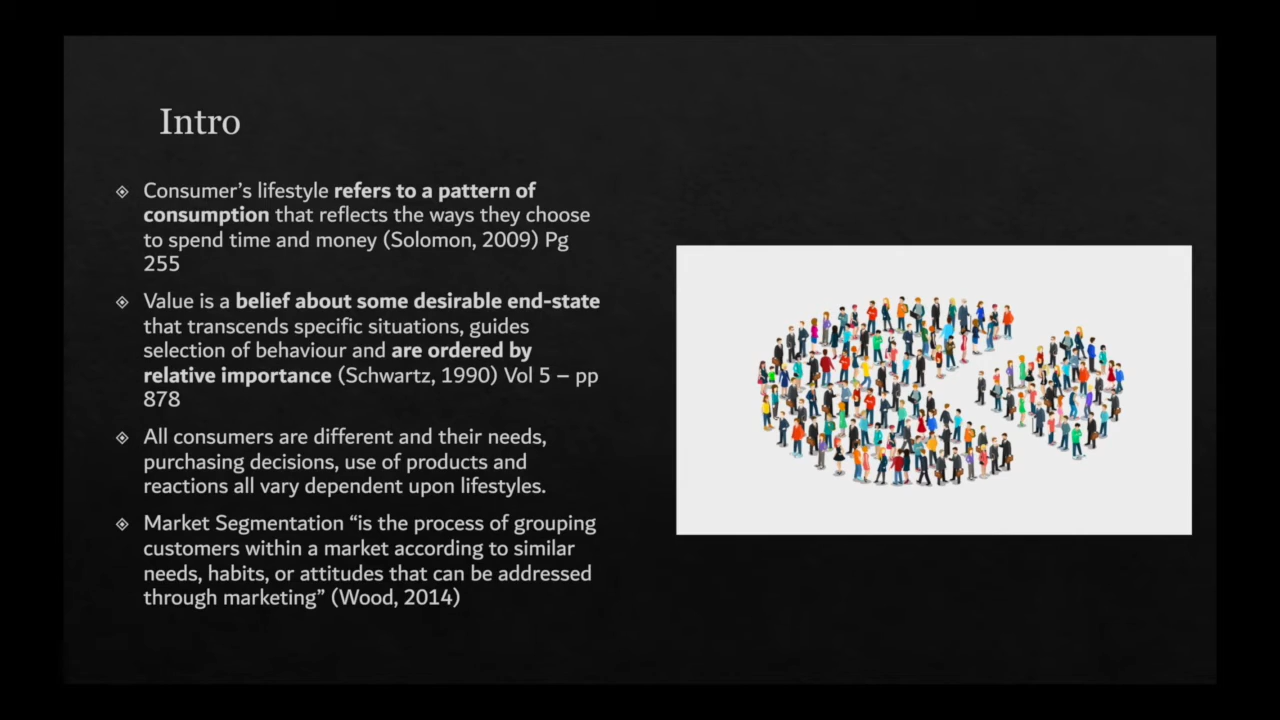 Intro
Consumer’s lifestyle refers to a pattern of
consumption that reflects the ways they choose
to spend time and money (Solomon, 2009) Pg
255
Value is a belief about some desirable end-state
that transcends specific situations, guides
selection of behaviour and are ordered by
relative importance (Schwartz, 1990) Vol 5 – pp
878
All consumers are different and their needs,
purchasing decisions, use of products and
reactions all vary dependent upon lifestyles.
Market Segmentation “is the process of grouping
customers within a market according to similar
needs, habits, or attitudes that can be addressed
through marketing” (Wood, 2014)